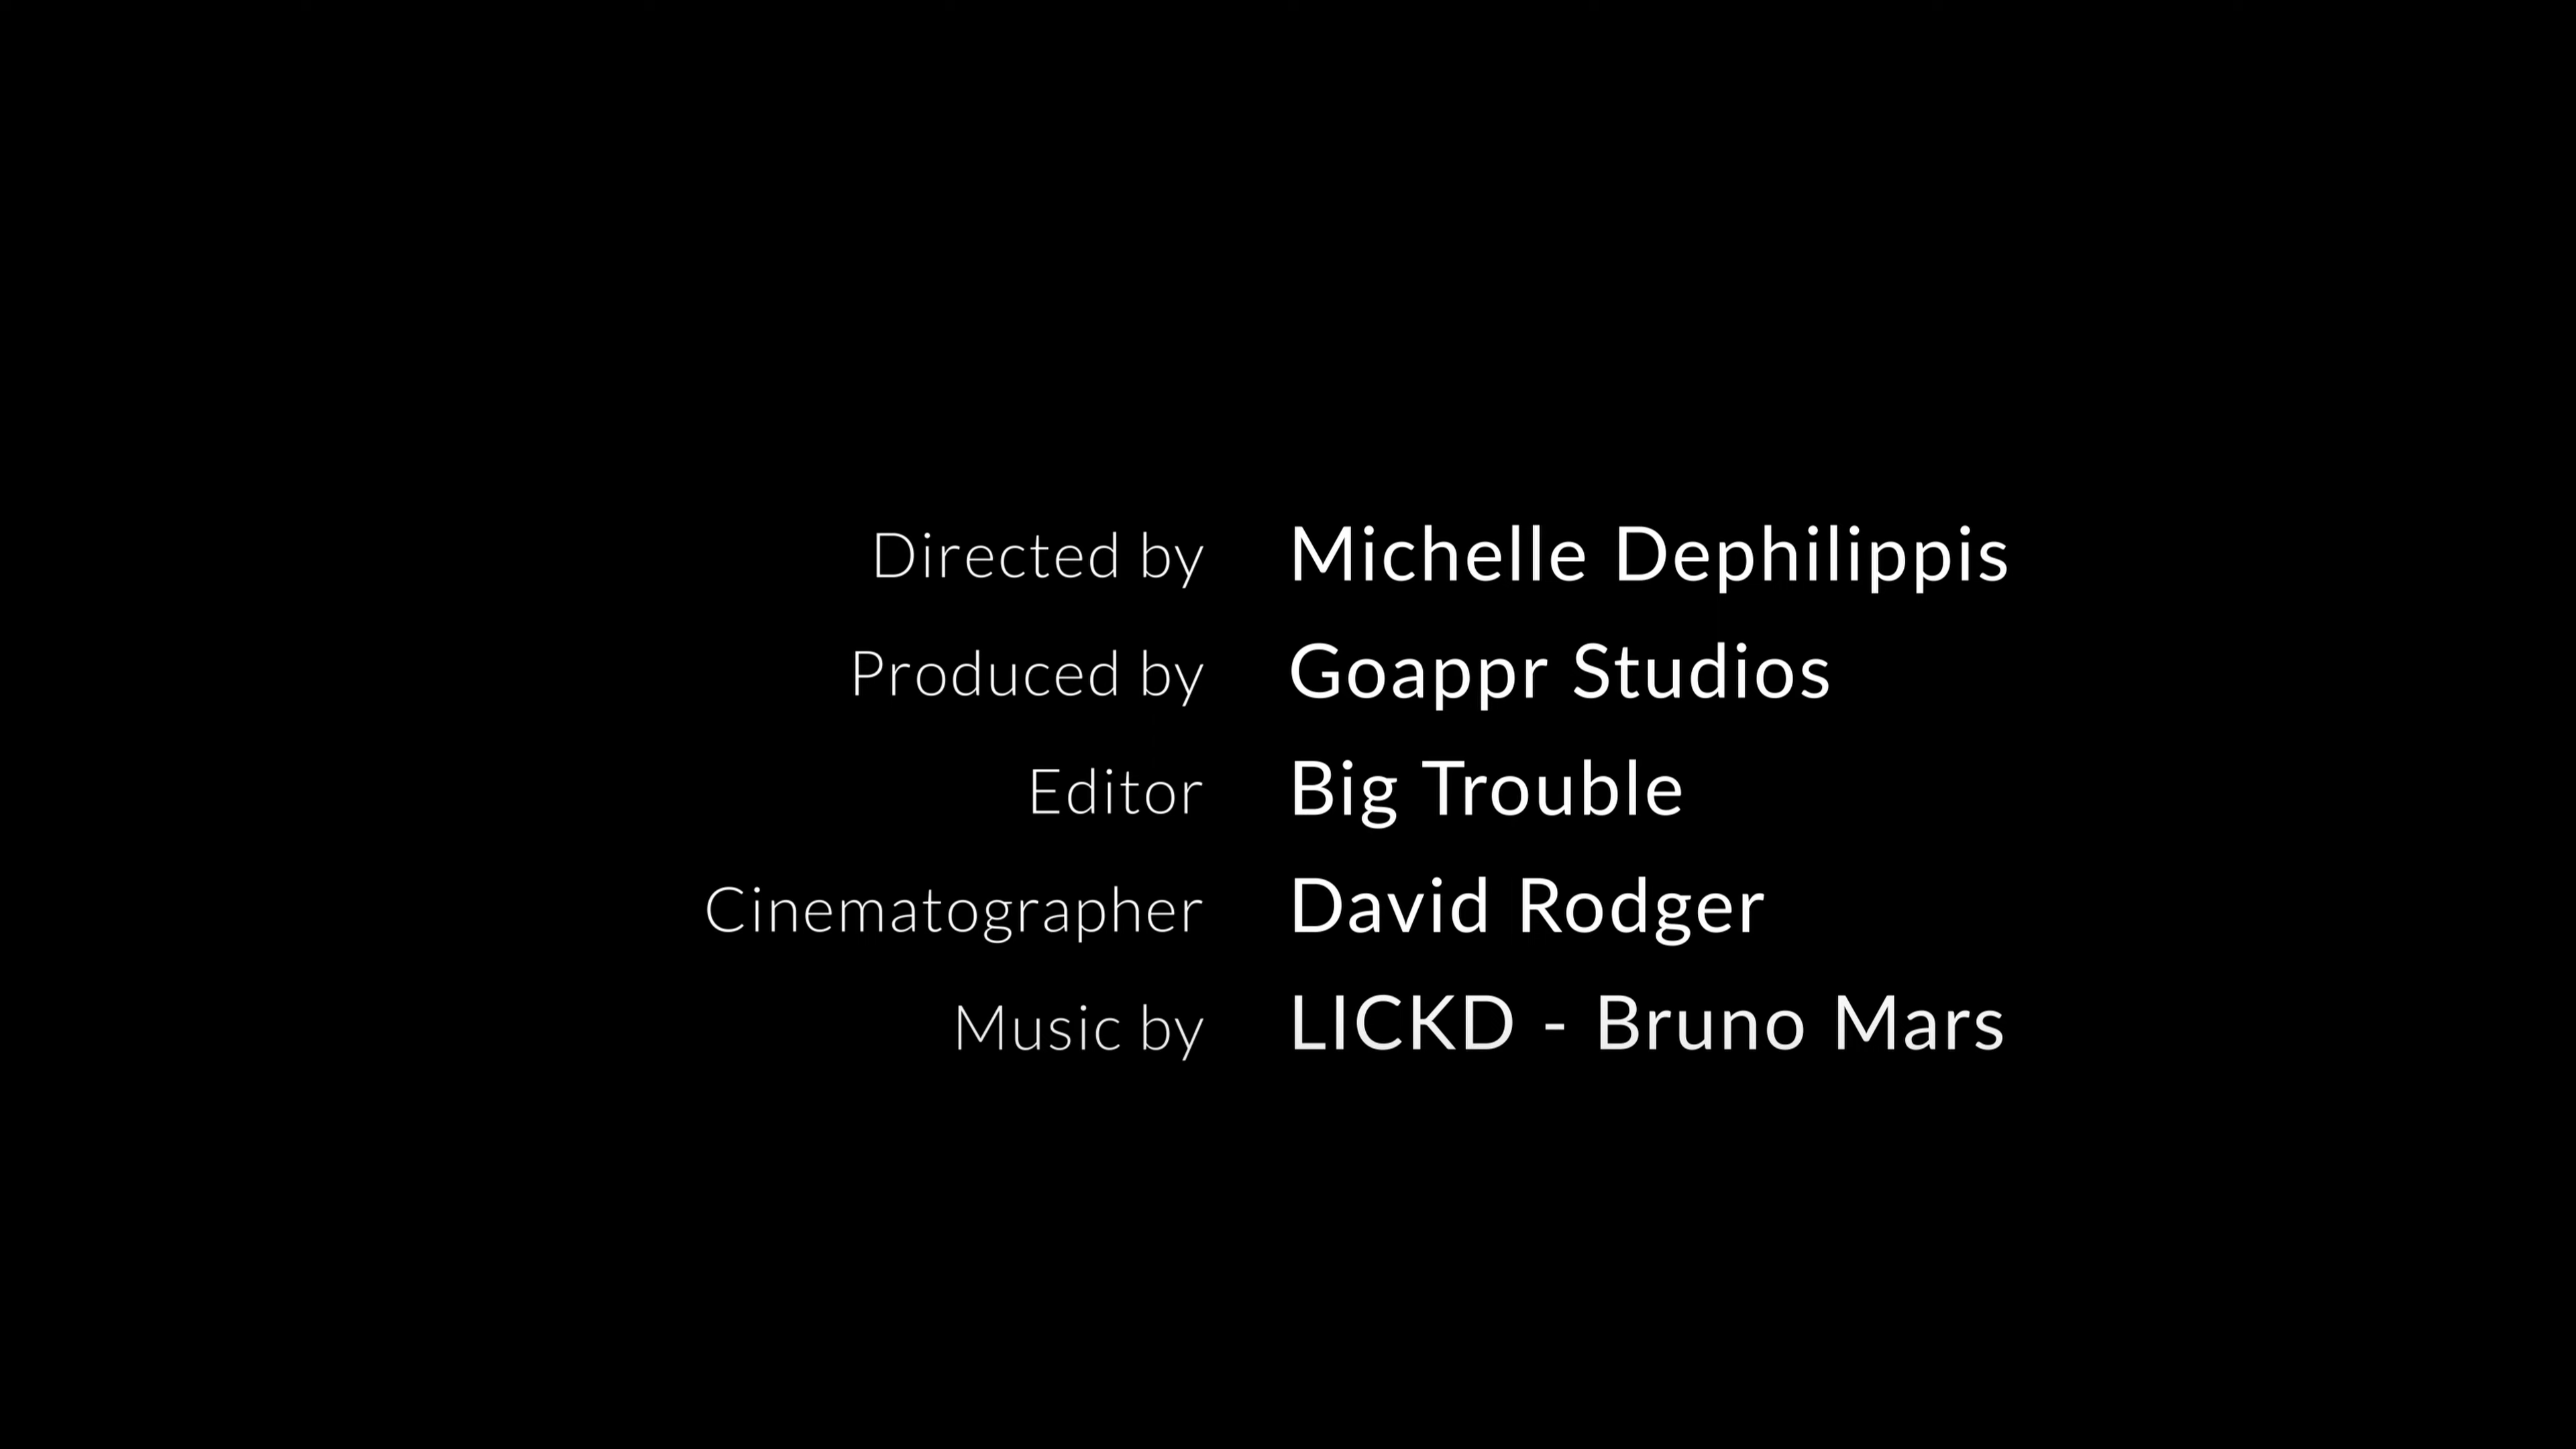 Directed by Michelle Dephilippis
Produced by Goappr Studios
Editor Big Trouble
Cinematographer David Rodger
Music by LICKD - Bruno Mars